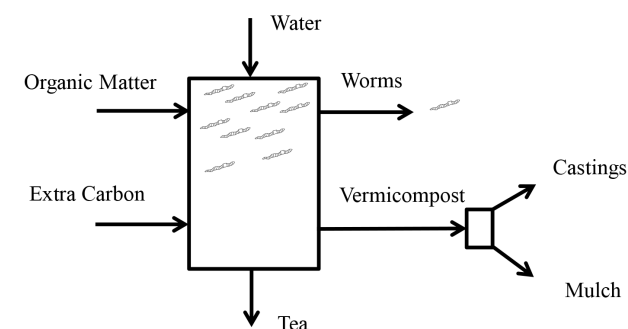 Water
Organic Matter
Worms
Castings
Extra Carbon
Vermicompost
Mulch
Tea